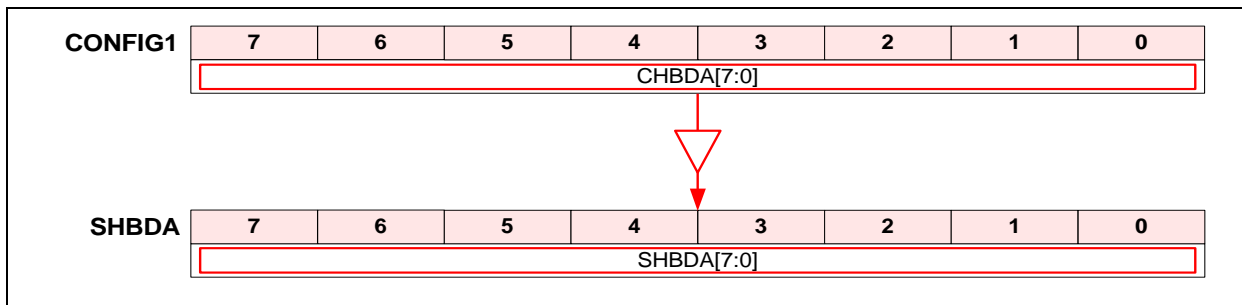 CONFIG1 7 6 5 4 3 2 1 0
CHBDA[7:0]
SHBDA 7 6 5 4 3 2 1 0
SHBDA[7:0]